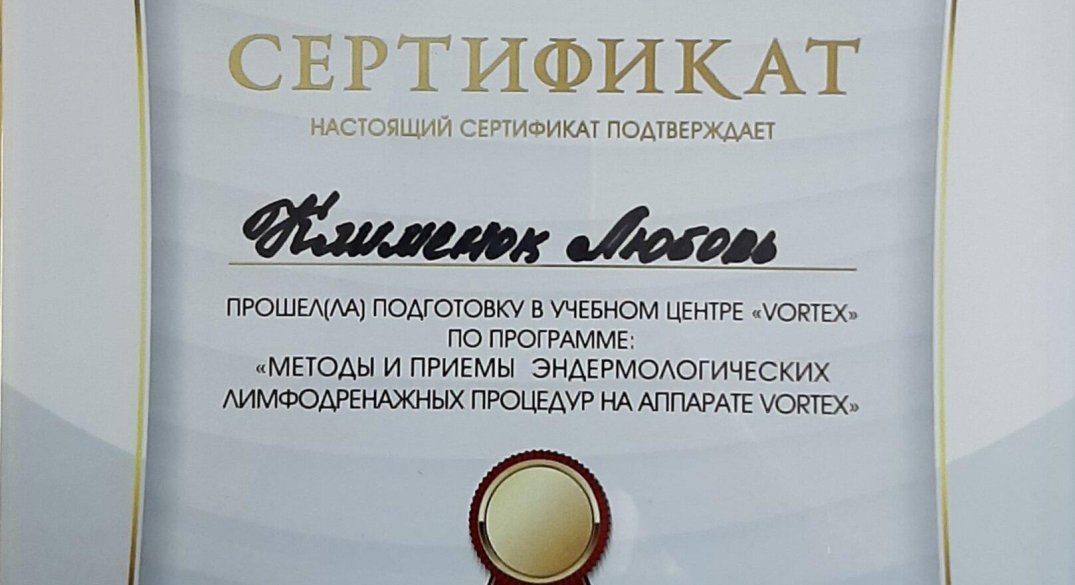 СЕРТИФИКАТ
НАСТОЯЩИЙ СЕРТИФИКАТ ПОДТВЕРЖДАЕТ
Клименюк Любовь
ПРОШЕЛ(ЛА) ПОДГОТОВКУ В УЧЕБНОМ ЦЕНТРЕ «VORTEX»
ПО ПРОГРАММЕ:
«МЕТОДЫ И ПРИЕМЫ ЭНДЕРМОЛОГИЧЕСКИХ
ЛИМФОДРЕНАЖНЫХ ПРОЦЕДУР НА АППАРАТЕ VORTEX»